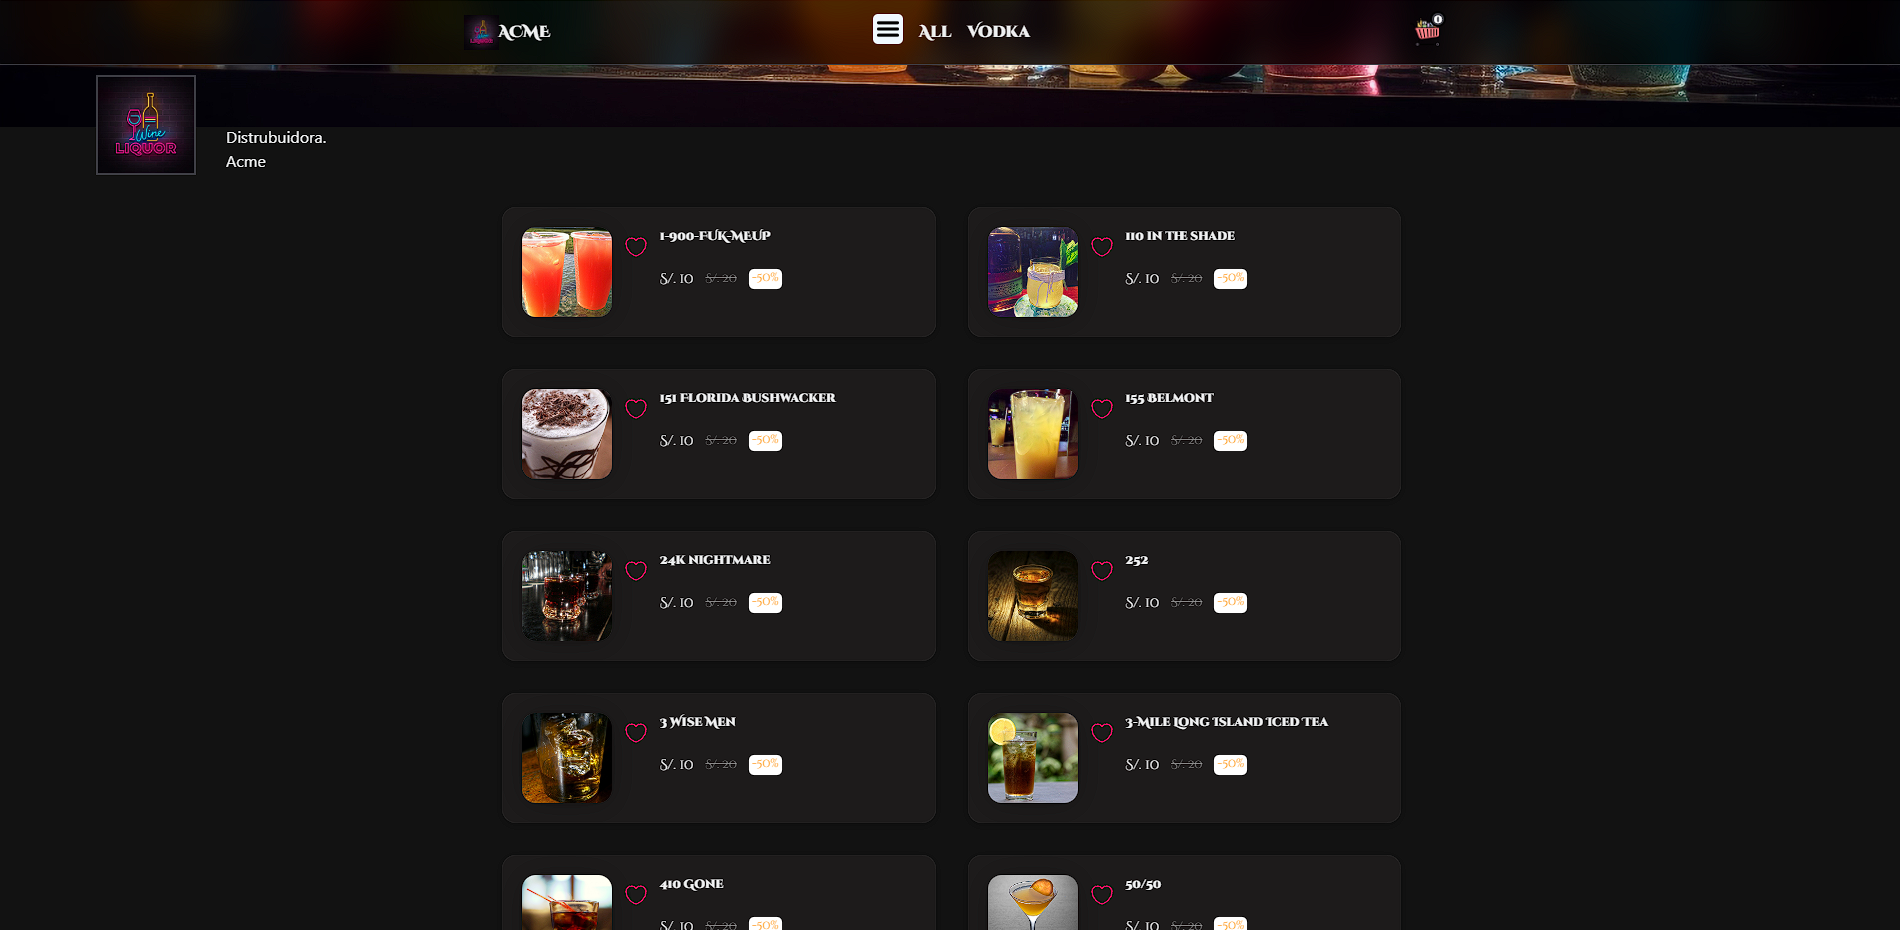 ACME
All Vodka
0
Wine
LIQUOR
Distrubuidora.
Acme
1-900-FUK-MEUP
S/. 10 S/. 20 -50%
110 in the shade
S/. 10 S/. 20 -50%
151 Florida Bushwacker
S/. 10 S/. 20 -50%
155 Belmont
S/. 10 S/. 20 -50%
24k nightmare
S/. 10 S/. 20 -50%
252
S/. 10 S/. 20 -50%
3 Wise Men
S/. 10 S/. 20 -50%
3-Mile Long Island Iced Tea
S/. 10 S/. 20 -50%
410 Gone
S/. 10 S/. 20 -50%
50/50
S/. 10 S/. 20 -50%